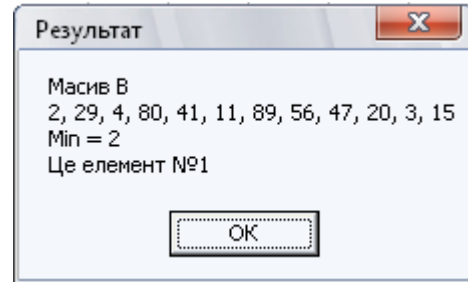 Результат
Масив В
2, 29, 4, 80, 41, 11, 89, 56, 47, 20, 3, 15
Min = 2
Це елемент №1
OK